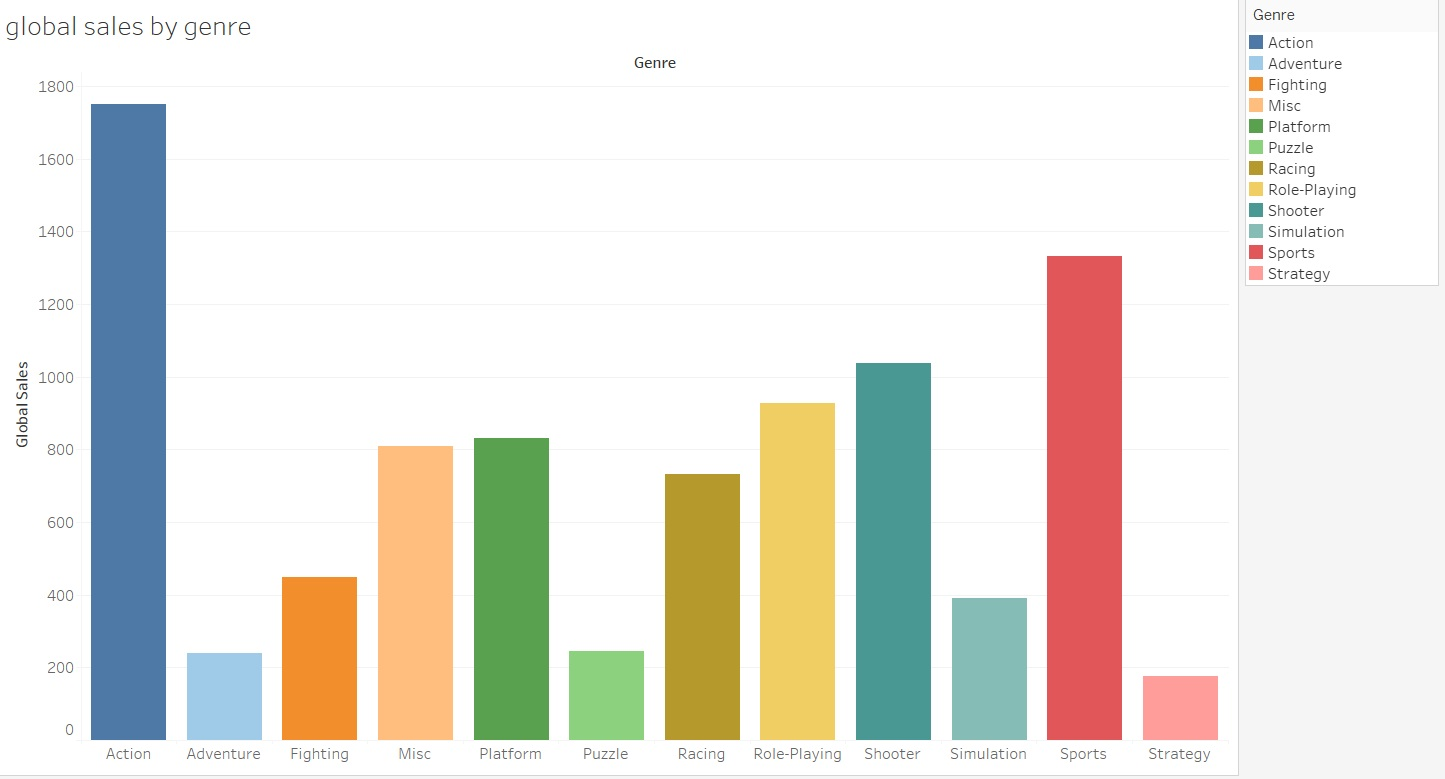 global sales by genre
Genre
1800
1600
1400
1200
1000
800
600
400
200
0
Global Sales
Action Adventure Fighting Misc Platform Puzzle Racing Role-Playing Shooter Simulation Sports Strategy
Genre
Action
Adventure
Fighting
Misc
Platform
Puzzle
Racing
Role-Playing
Shooter
Simulation
Sports
Strategy